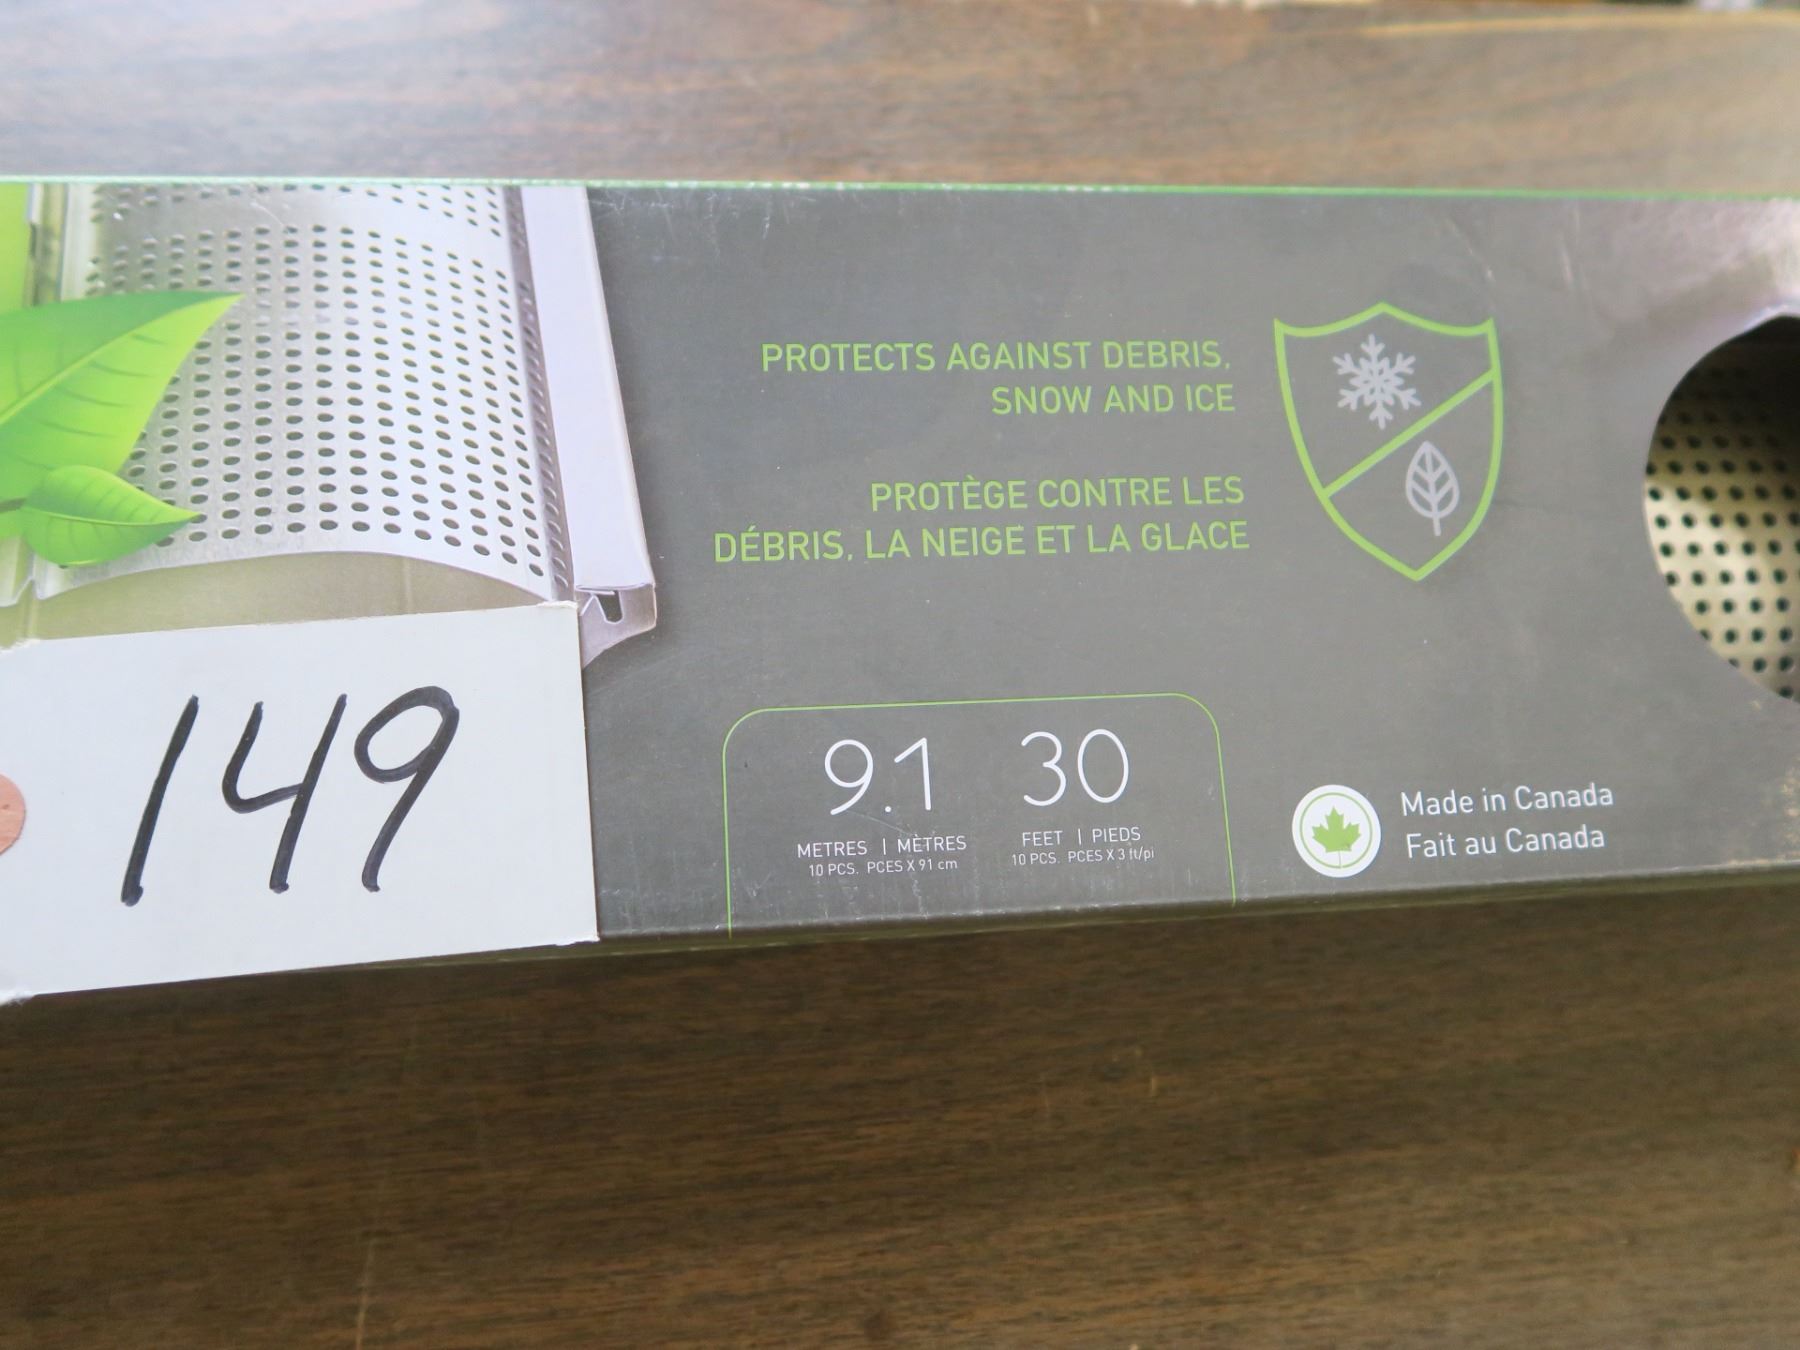 PROTECTS AGAINST DEBRIS,
SNOW AND ICE
PROTÈGE CONTRE LES
DÉBRIS, LA NEIGE ET LA GLACE
149
9.1
METRES | MÈTRES
10 PCS. PCES X 91 cm
30
FEET | PIEDS
10 PCS. PCES X 3 ft/pi
Made in Canada
Fait au Canada